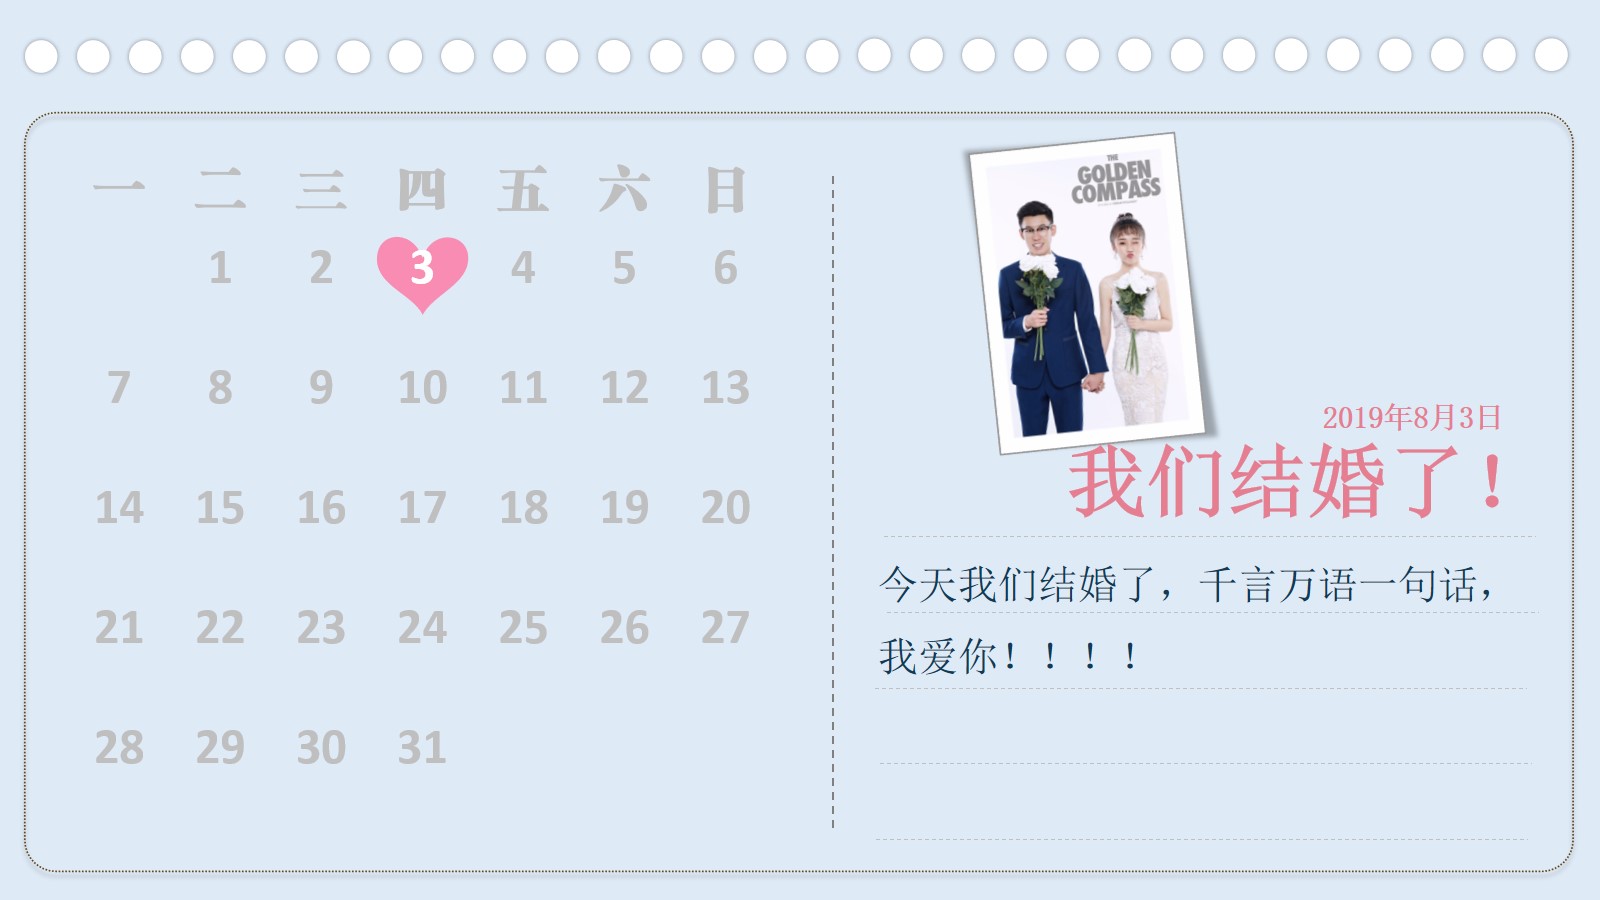 一 二 三 四 五 六 日
1 2 3 4 5 6
7 8 9 10 11 12 13
14 15 16 17 18 19 20
21 22 23 24 25 26 27
28 29 30 31
THE
GOLDEN
COMPASS
2019年8月3日
我们结婚了！
今天我们结婚了，千言万语一句话，
我爱你！！！！